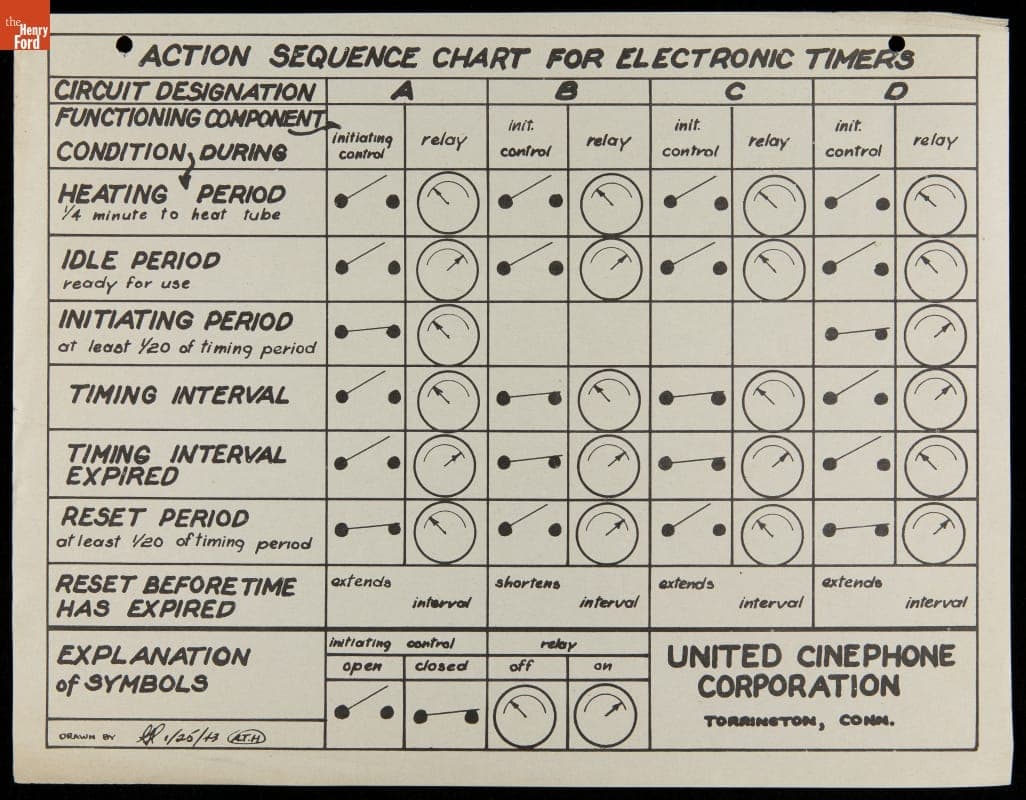 the
Henry
Ford
ACTION SEQUENCE CHART FOR ELECTRONIC TIMERS
CIRCUIT DESIGNATION A B C D
FUNCTIONING COMPONENT
CONDITION, DURING
initiating control relay init. control relay init. control relay init. control relay
HEATING PERIOD
1/4 minute to heat tube
IDLE PERIOD
ready for use
INITIATING PERIOD
at least 1/20 of timing period
TIMING INTERVAL
TIMING INTERVAL
EXPIRED
RESET PERIOD
at least 1/20 of timing period
RESET BEFORE TIME
HAS EXPIRED
extends interval shortens interval extends interval extends interval
EXPLANATION
of SYMBOLS
initiating control relay
open closed off on
UNITED CINEPHONE
CORPORATION
TORRINGTON, CONN.
DRAWN BY 1/25/43 A.T.H